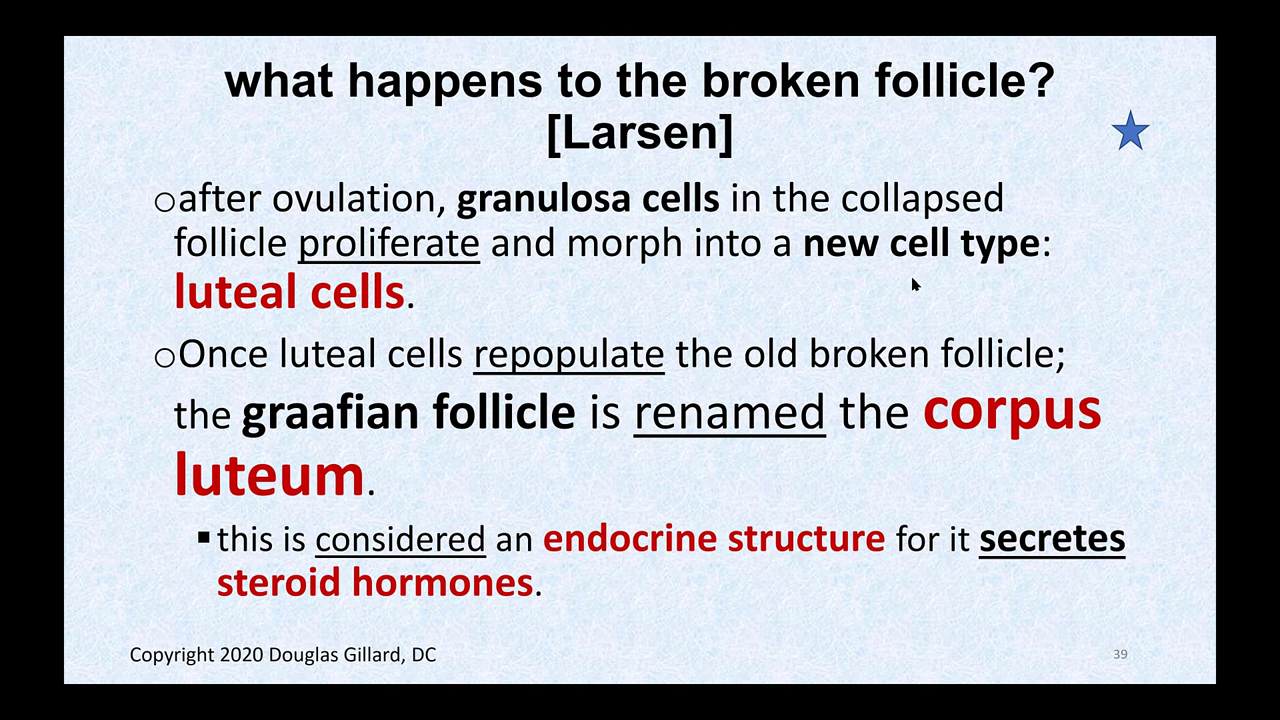 what happens to the broken follicle?
[Larsen]
after ovulation, granulosa cells in the collapsed
follicle proliferate and morph into a new cell type:
luteal cells.
Once luteal cells repopulate the old broken follicle;
the graafian follicle is renamed the corpus
luteum.
this is considered an endocrine structure for it secretes
steroid hormones.
Copyright 2020 Douglas Gillard, DC
39